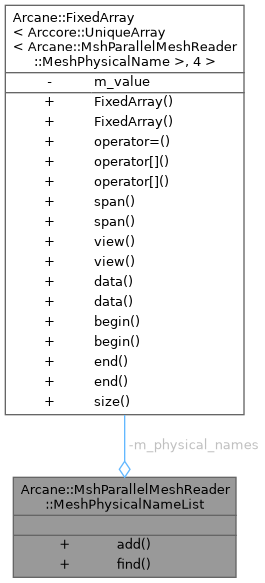 Arcane::FixedArray
< Arccore::UniqueArray
< Arcane::MshParallelMeshReader
::MeshPhysicalName >, 4 >
- m_value
+ FixedArray()
+ FixedArray()
+ operator=()
+ operator[]()
+ operator[]()
+ span()
+ span()
+ view()
+ view()
+ data()
+ data()
+ begin()
+ begin()
+ end()
+ end()
+ size()
-m_physical_names
Arcane::MshParallelMeshReader
::MeshPhysicalNameList
+ add()
+ find()